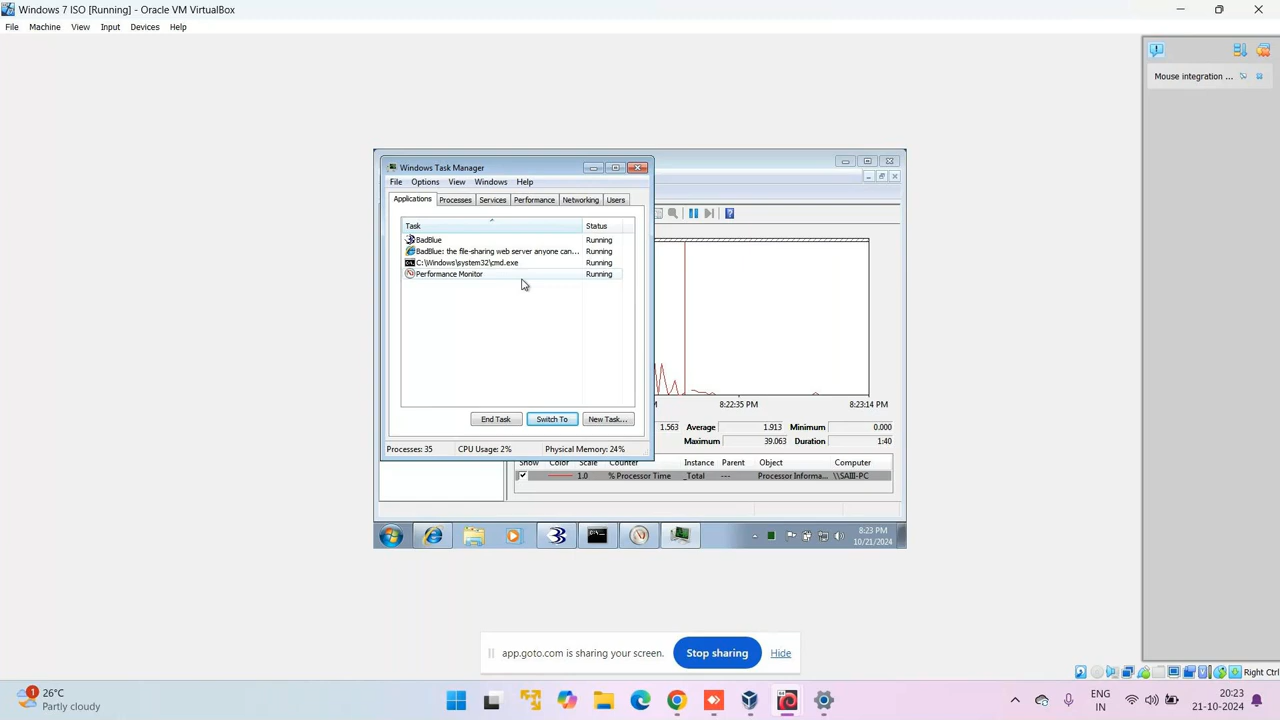 Windows 7 ISO [Running] - Oracle VM VirtualBox
File Machine View Input Devices Help
Mouse integration ...
Windows Task Manager
File Options View Windows Help
Applications Processes Services Performance Networking Users
Task Status
BadBlue Running
BadBlue: the file-sharing web server anyone can... Running
C:\Windows\system32\cmd.exe Running
Performance Monitor Running
End Task Switch To New Task...
Processes: 35 CPU Usage: 2% Physical Memory: 24%
M 8:22:35 PM 8:23:14 PM
1.563 Average 1.913 Minimum 0.000
Maximum 39.063 Duration 1:40
Show Color Scale Counter Instance Parent Object Computer
1.0 % Processor Time _Total --- Processor Informa... \\SAIII-PC
8:23 PM
10/21/2024
app.goto.com is sharing your screen. Stop sharing Hide
Right Ctrl
1
26°C
Partly cloudy
ENG
IN
20:23
21-10-2024